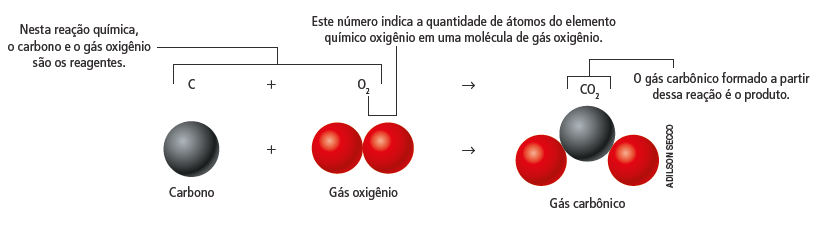 Nesta reação química,
o carbono e o gás oxigênio
são os reagentes.
Este número indica a quantidade de átomos do elemento
químico oxigênio em uma molécula de gás oxigênio.
C + O₂ → CO₂
O gás carbônico formado a partir
dessa reação é o produto.
+ →
Carbono
Gás oxigênio
Gás carbônico
ADILSON SECCO